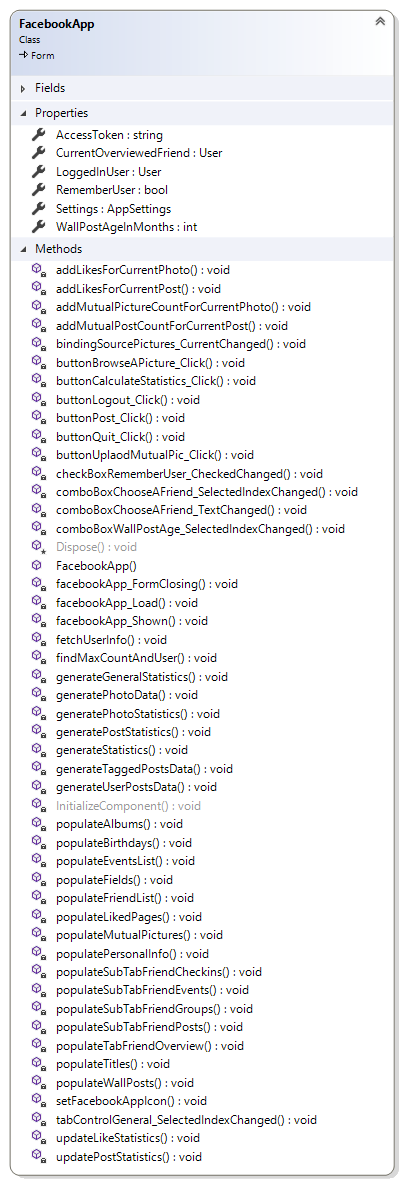 FacebookApp
Class
Form
Fields
Properties
AccessToken : string
CurrentOverviewedFriend : User
LoggedInUser : User
RememberUser : bool
Settings : AppSettings
WallPostAgeInMonths : int
Methods
addLikesForCurrentPhoto() : void
addLikesForCurrentPost() : void
addMutualPictureCountForCurrentPhoto() : void
addMutualPostCountForCurrentPost() : void
bindingSourcePictures_CurrentChanged() : void
buttonBrowseAPicture_Click() : void
buttonCalculateStatistics_Click() : void
buttonLogout_Click() : void
buttonPost_Click() : void
buttonQuit_Click() : void
buttonUplaodMutualPic_Click() : void
checkBoxRememberUser_CheckedChanged() : void
comboBoxChooseAFriend_SelectedIndexChanged() : void
comboBoxChooseAFriend_TextChanged() : void
comboBoxWallPostAge_SelectedIndexChanged() : void
Dispose() : void
FacebookApp()
facebookApp_FormClosing() : void
facebookApp_Load() : void
facebookApp_Shown() : void
fetchUserInfo() : void
findMaxCountAndUser() : void
generateGeneralStatistics() : void
generatePhotoData() : void
generatePhotoStatistics() : void
generatePostStatistics() : void
generateStatistics() : void
generateTaggedPostsData() : void
generateUserPostsData() : void
InitializeComponent() : void
populateAlbums() : void
populateBirthdays() : void
populateEventsList() : void
populateFields() : void
populateFriendList() : void
populateLikedPages() : void
populateMutualPictures() : void
populatePersonalInfo() : void
populateSubTabFriendCheckins() : void
populateSubTabFriendEvents() : void
populateSubTabFriendGroups() : void
populateSubTabFriendPosts() : void
populateTabFriendOverview() : void
populateTitles() : void
populateWallPosts() : void
setFacebookAppIcon() : void
tabControlGeneral_SelectedIndexChanged() : void
updateLikeStatistics() : void
updatePostStatistics() : void